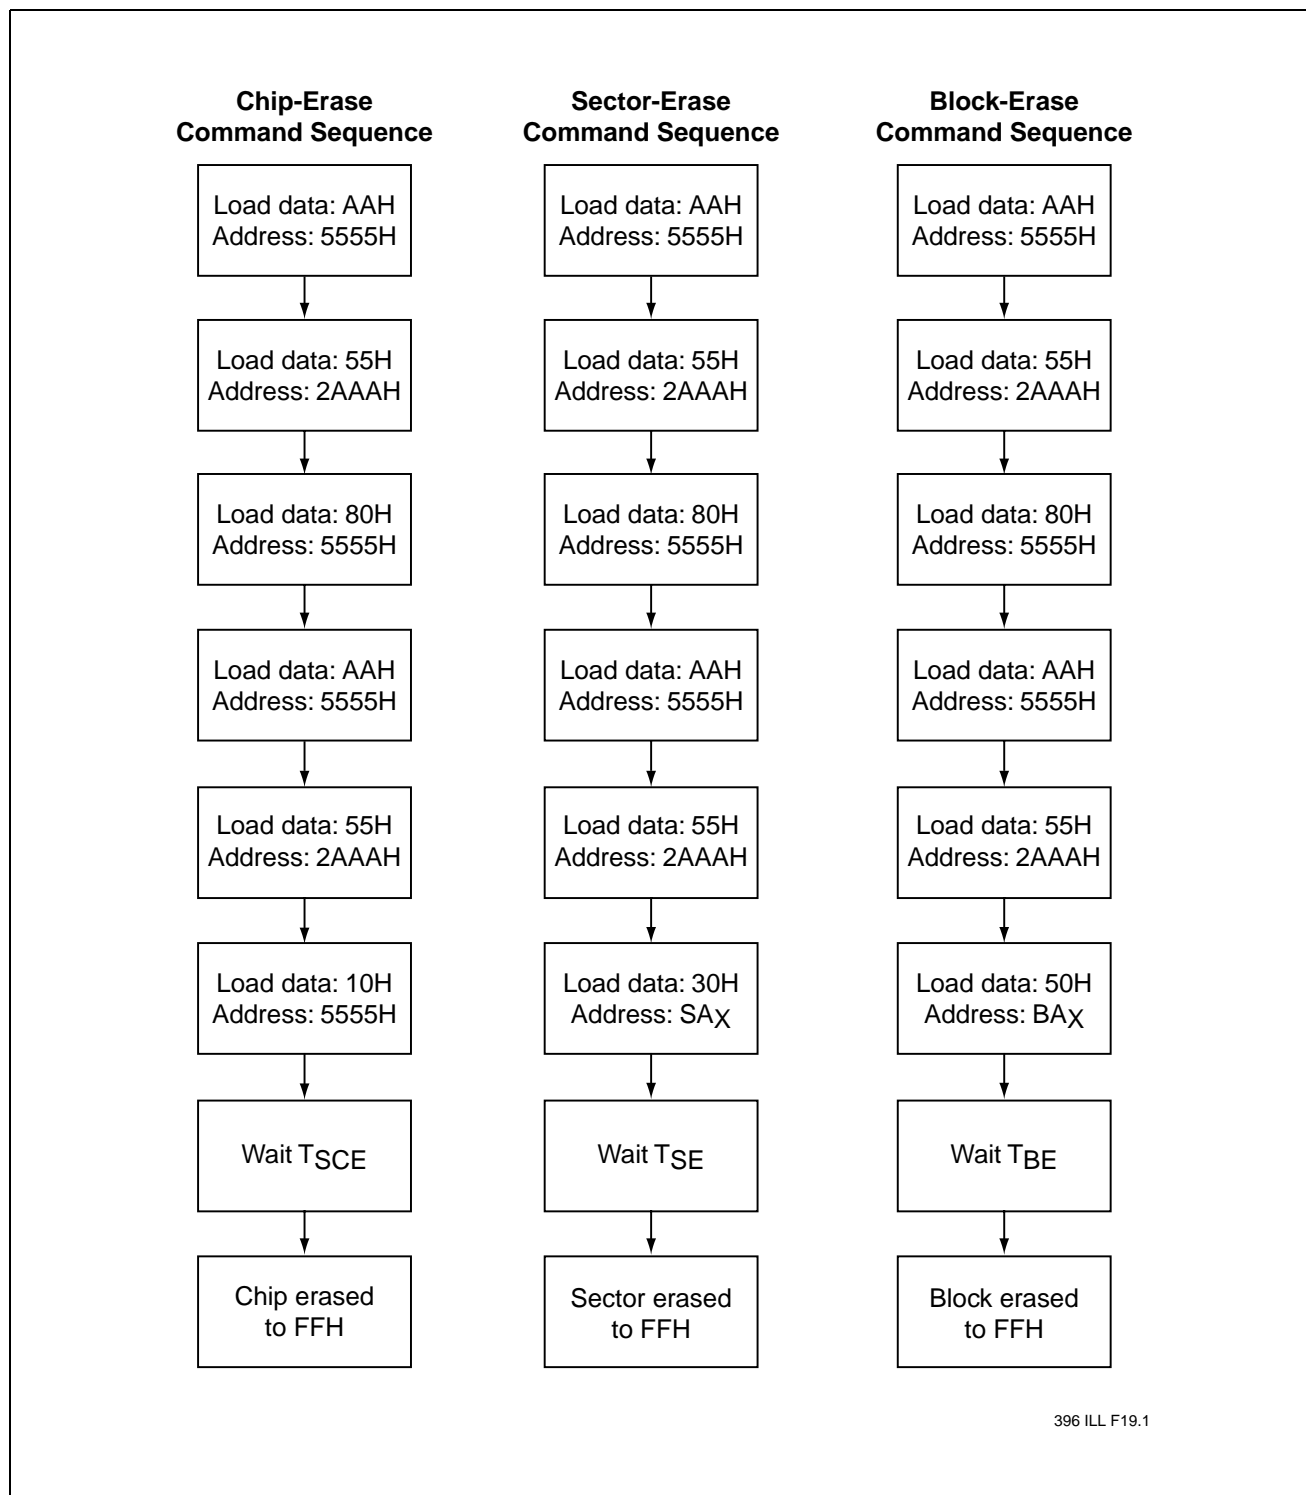 Chip-Erase
Command Sequence
Load data: AAH
Address: 5555H
Load data: 55H
Address: 2AAAH
Load data: 80H
Address: 5555H
Load data: AAH
Address: 5555H
Load data: 55H
Address: 2AAAH
Load data: 10H
Address: 5555H
Wait TSCE
Chip erased
to FFH
Sector-Erase
Command Sequence
Load data: AAH
Address: 5555H
Load data: 55H
Address: 2AAAH
Load data: 80H
Address: 5555H
Load data: AAH
Address: 5555H
Load data: 55H
Address: 2AAAH
Load data: 30H
Address: SAX
Wait TSE
Sector erased
to FFH
Block-Erase
Command Sequence
Load data: AAH
Address: 5555H
Load data: 55H
Address: 2AAAH
Load data: 80H
Address: 5555H
Load data: AAH
Address: 5555H
Load data: 55H
Address: 2AAAH
Load data: 50H
Address: BAX
Wait TBE
Block erased
to FFH
396 ILL F19.1